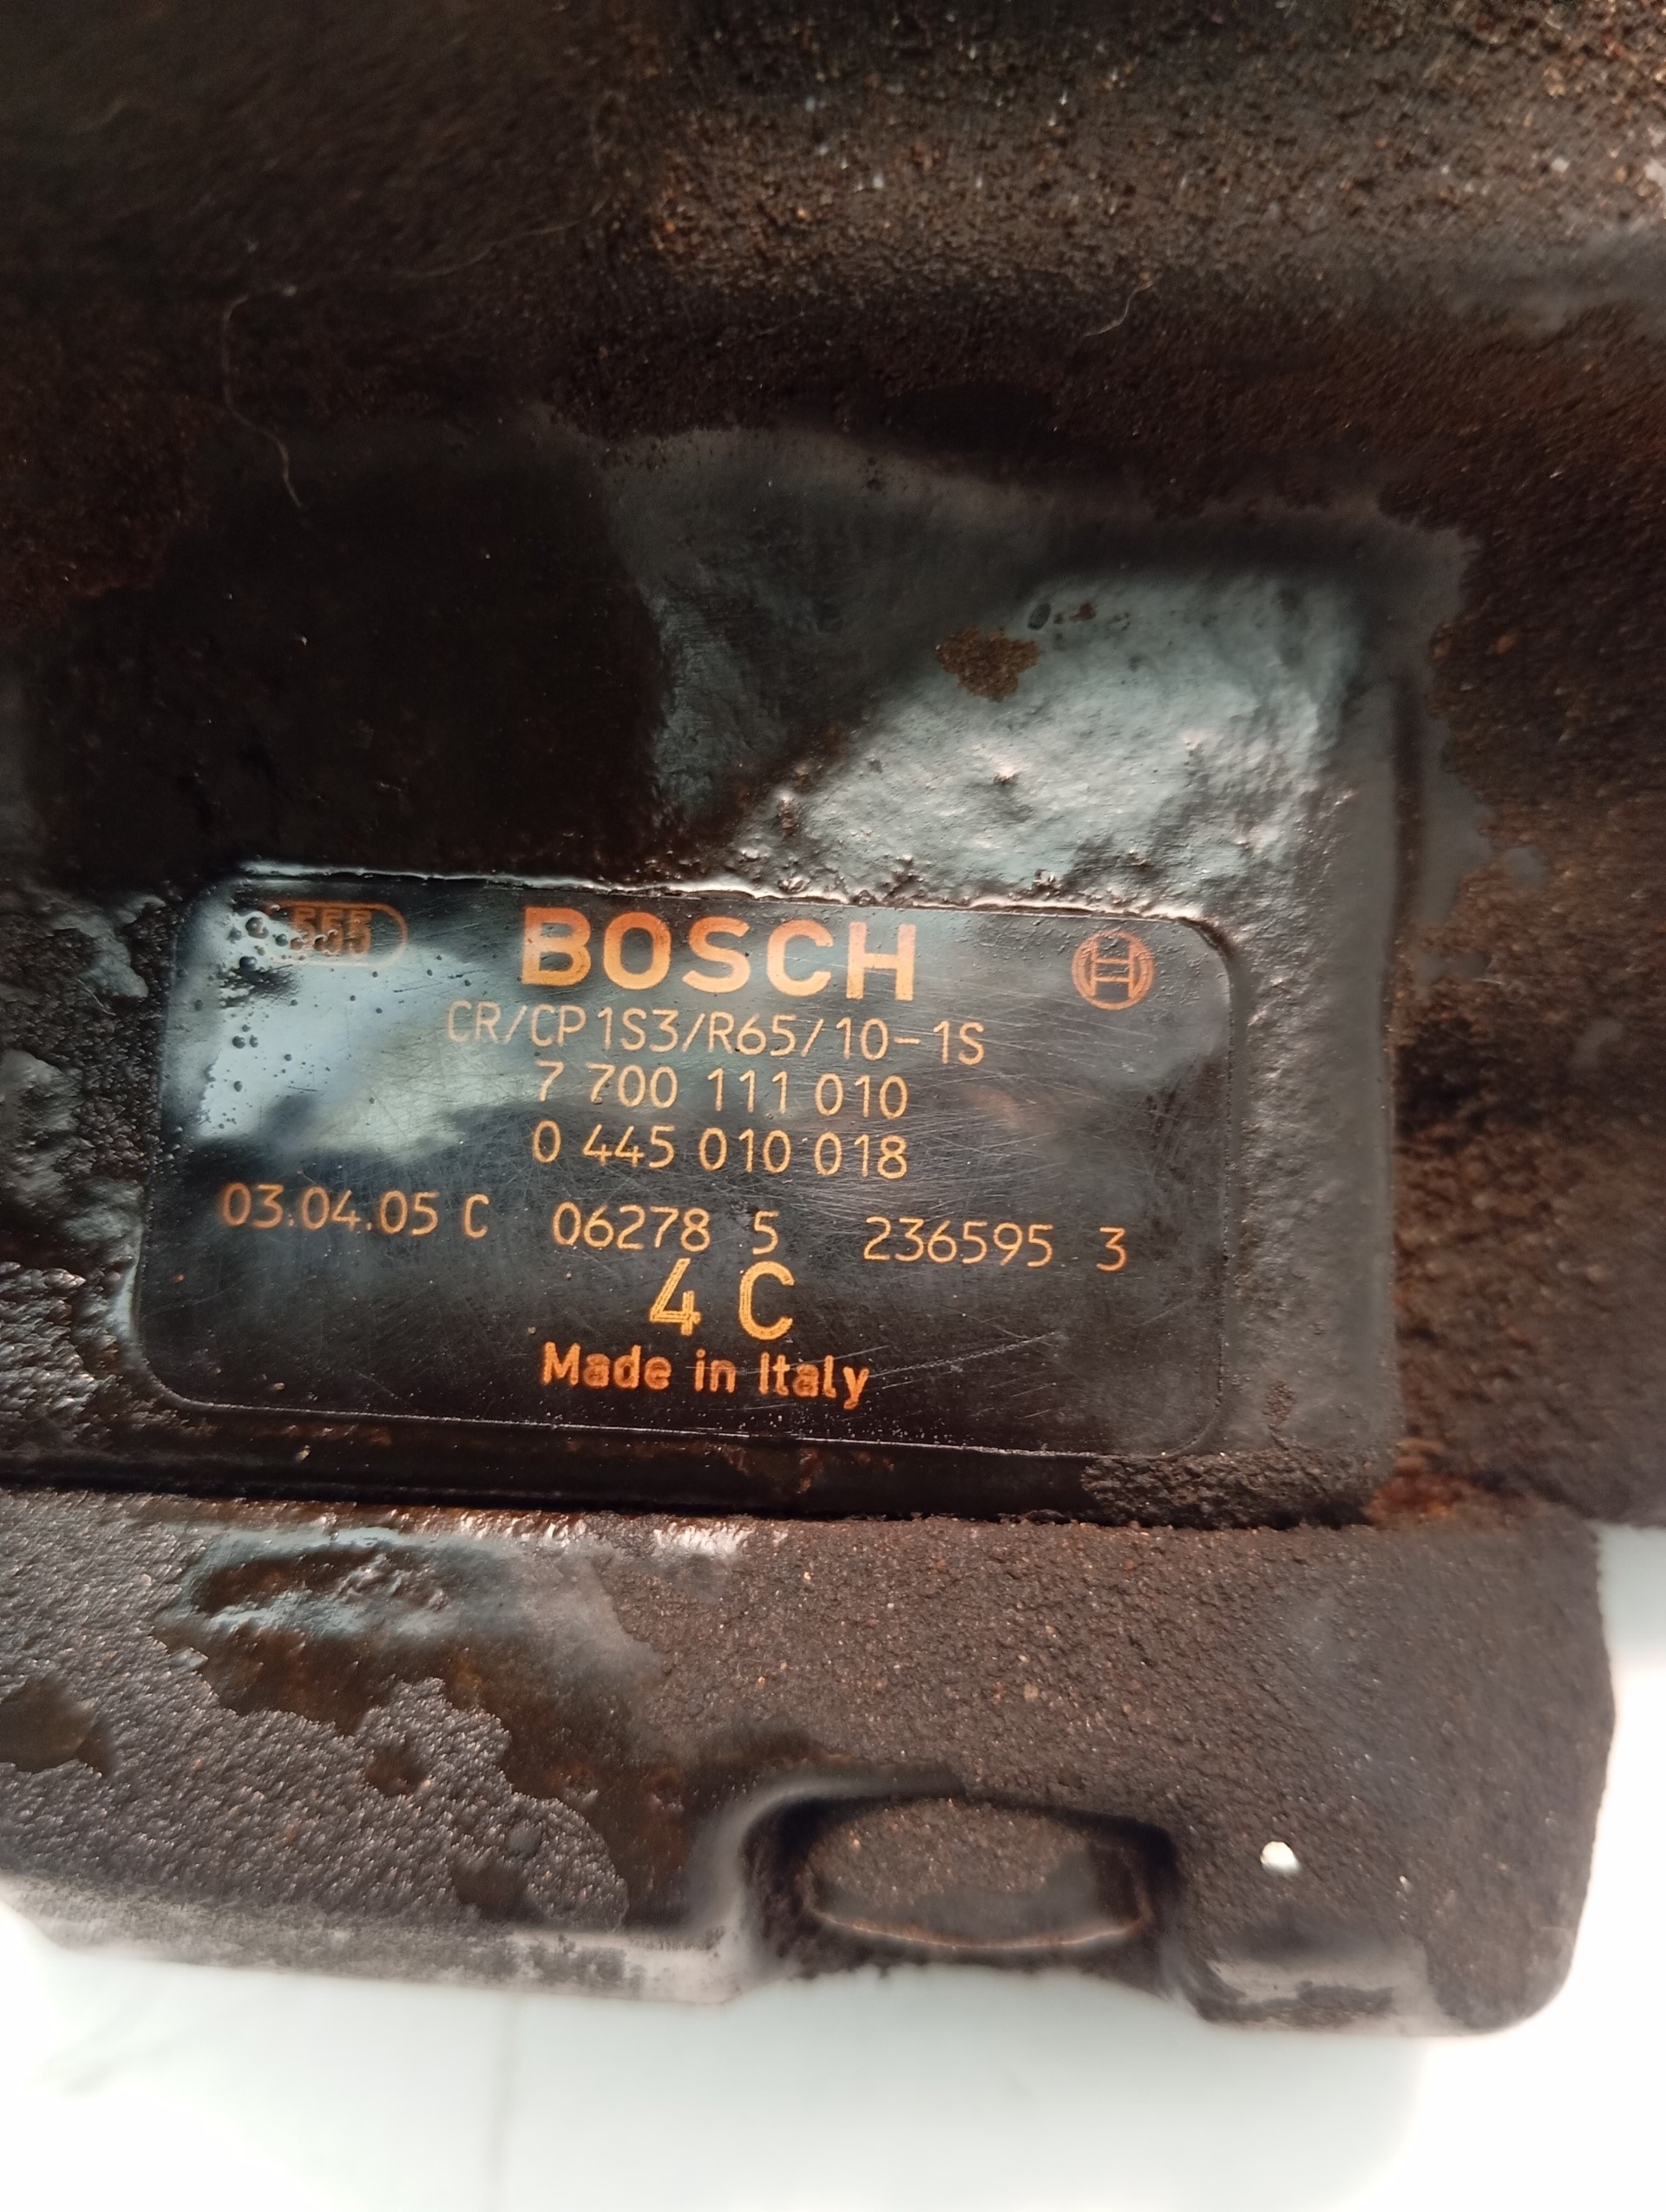 555 BOSCH
CR/CP1S3/R65/10-1S
7 700 111 010
0 445 010 018
03.04.05 C 06278 5 236595 3
4 C
Made in Italy